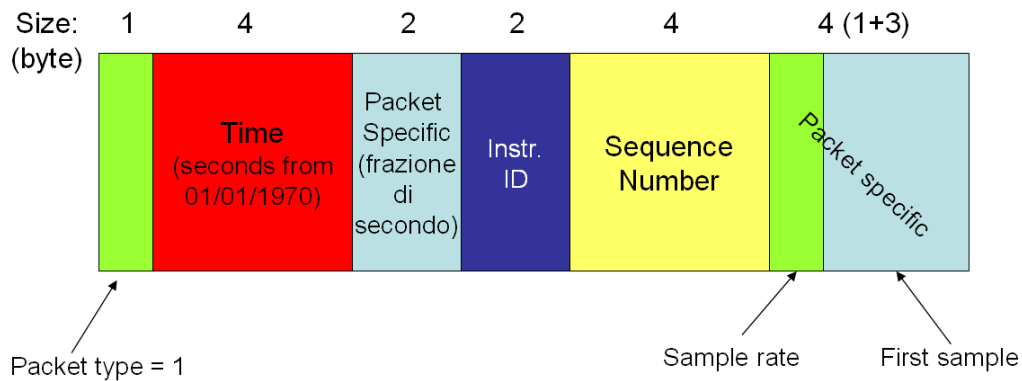 Size: 1 4 2 2 4 4 (1+3)
(byte)
Time
(seconds from
01/01/1970)
Packet
Specific
(frazione
di
secondo)
Instr.
ID
Sequence
Number
Packet specific
Packet type = 1
Sample rate
First sample